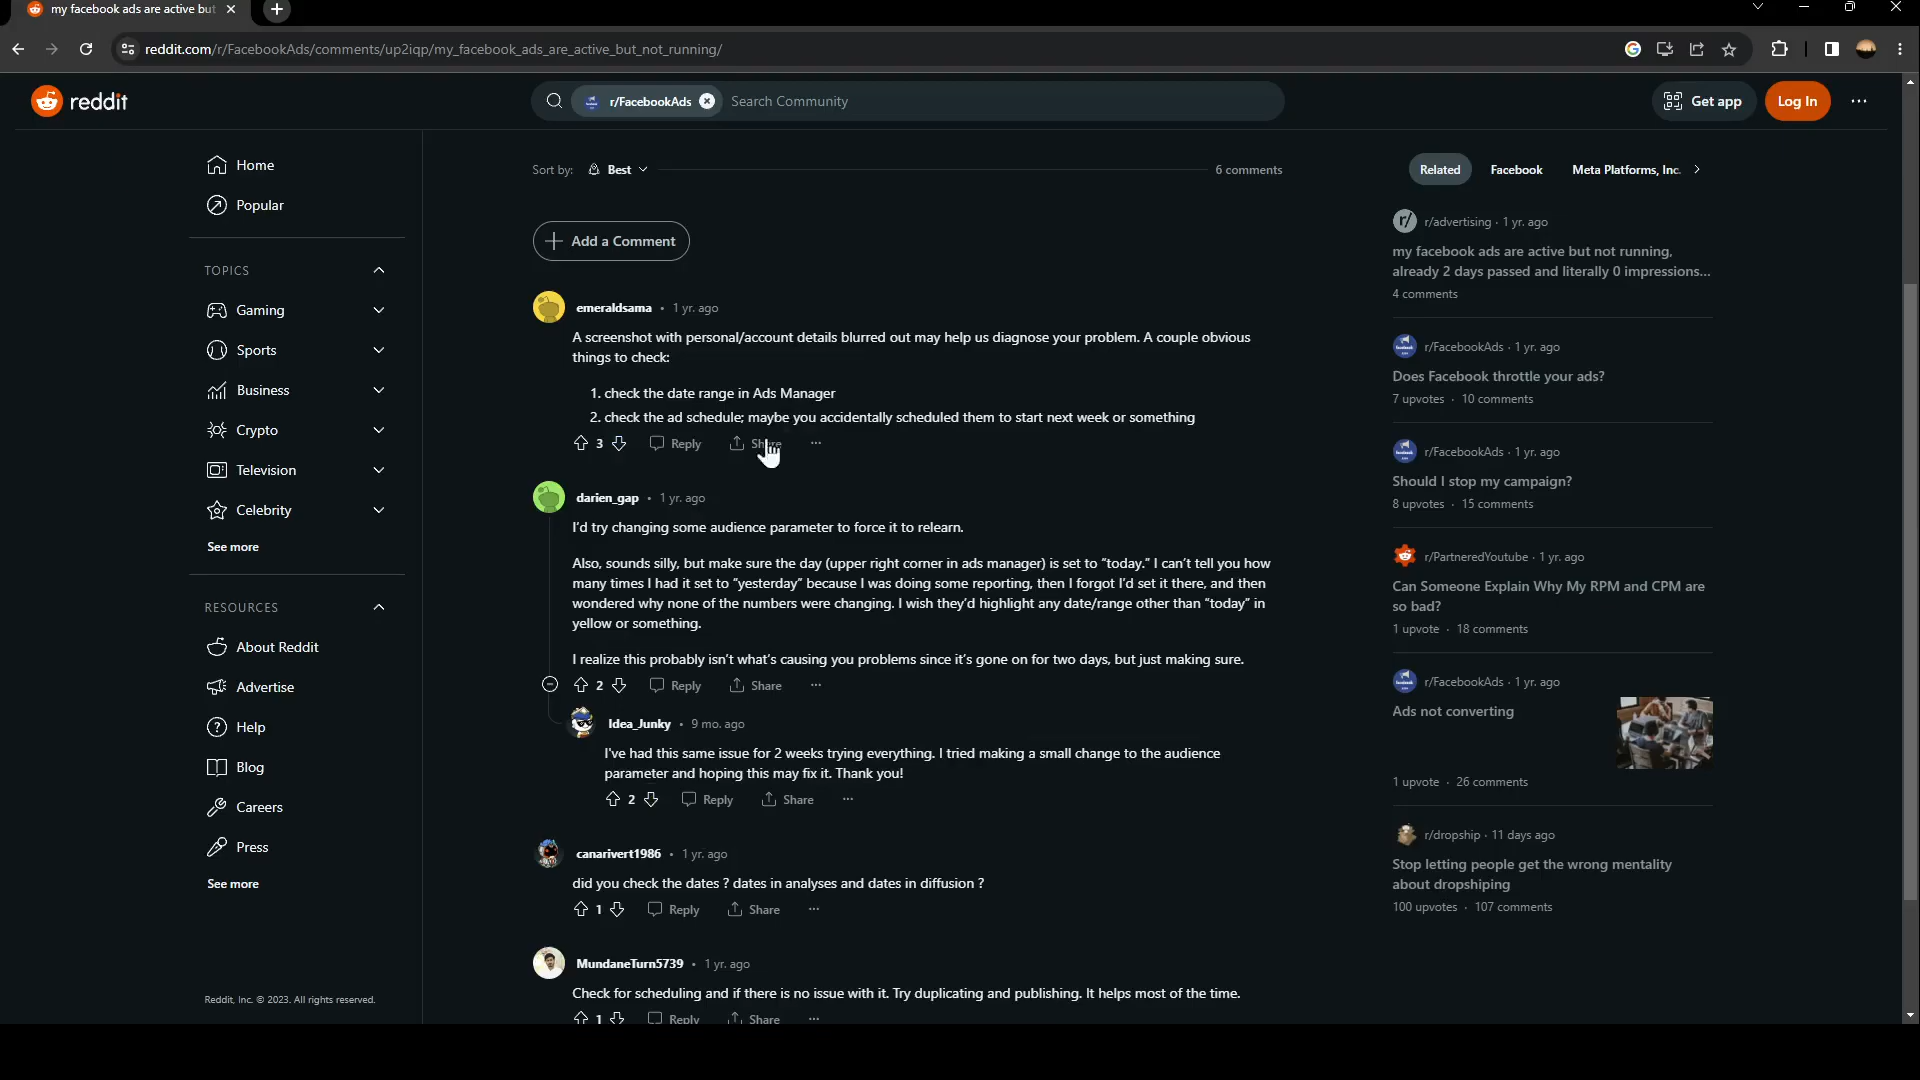 my facebook ads are active but
reddit.com/r/FacebookAds/comments/up2iqp/my_facebook_ads_are_active_but_not_running/
reddit
r/FacebookAds
Search Community
Get app
Log In
Home
Popular
TOPICS
Gaming
Sports
Business
Crypto
Television
Celebrity
See more
RESOURCES
About Reddit
Advertise
Help
Blog
Careers
Press
See more
Reddit, Inc. © 2023. All rights reserved.
Sort by: Best
6 comments
Add a Comment
emeraldsama • 1 yr. ago
A screenshot with personal/account details blurred out may help us diagnose your problem. A couple obvious
things to check:
1. check the date range in Ads Manager
2. check the ad schedule; maybe you accidentally scheduled them to start next week or something
3 Reply Share ...
darien_gap • 1 yr. ago
I'd try changing some audience parameter to force it to relearn.
Also, sounds silly, but make sure the day (upper right corner in ads manager) is set to "today." I can't tell you how
many times I had it set to "yesterday" because I was doing some reporting, then I forgot I'd set it there, and then
wondered why none of the numbers were changing. I wish they'd highlight any date/range other than "today" in
yellow or something.
I realize this probably isn't what's causing you problems since it's gone on for two days, but just making sure.
2 Reply Share ...
Idea_Junky • 9 mo. ago
I've had this same issue for 2 weeks trying everything. I tried making a small change to the audience
parameter and hoping this may fix it. Thank you!
2 Reply Share ...
canarivert1986 • 1 yr. ago
did you check the dates ? dates in analyses and dates in diffusion ?
1 Reply Share ...
MundaneTurn5739 • 1 yr. ago
Check for scheduling and if there is no issue with it. Try duplicating and publishing. It helps most of the time.
1 Reply Share ...
Related Facebook Meta Platforms, Inc.
r/ r/advertising • 1 yr. ago
my facebook ads are active but not running,
already 2 days passed and literally 0 impressions...
4 comments
r/FacebookAds • 1 yr. ago
Does Facebook throttle your ads?
7 upvotes • 10 comments
r/FacebookAds • 1 yr. ago
Should I stop my campaign?
8 upvotes • 15 comments
r/PartneredYoutube • 1 yr. ago
Can Someone Explain Why My RPM and CPM are
so bad?
1 upvote • 18 comments
r/FacebookAds • 1 yr. ago
Ads not converting
1 upvote • 26 comments
r/dropship • 11 days ago
Stop letting people get the wrong mentality
about dropshiping
100 upvotes • 107 comments